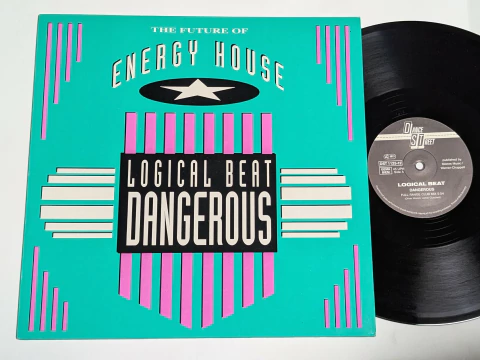 THE FUTURE OF
ENERGY HOUSE
LOGICAL BEAT
DANGEROUS
DANCE
STREET
LOGICAL BEAT
DANGEROUS